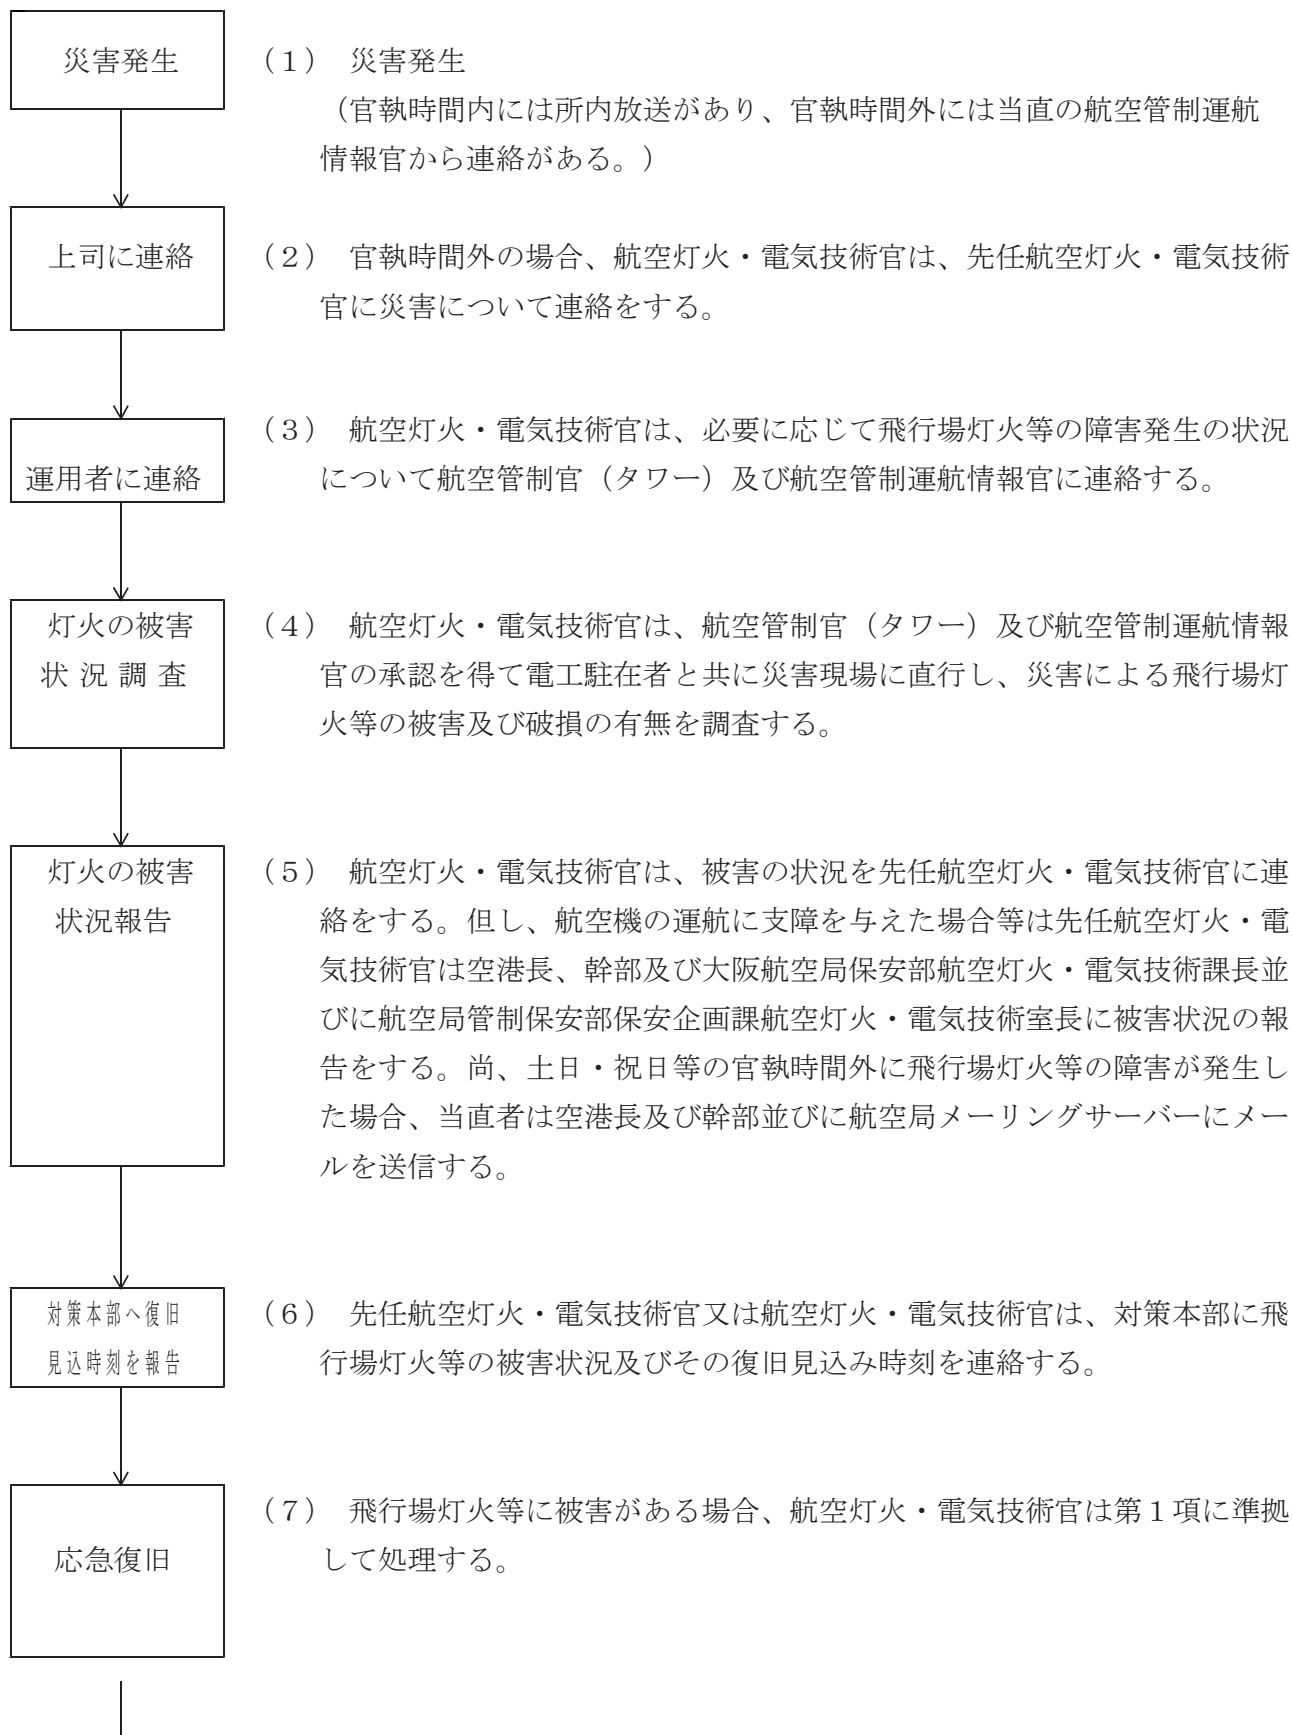 災害発生
（１）　災害発生
（官執時間内には所内放送があり、官執時間外には当直の航空管制運航
情報官から連絡がある。）
上司に連絡
（２）　官執時間外の場合、航空灯火・電気技術官は、先任航空灯火・電気技術
官に災害について連絡をする。
運用者に連絡
（３）　航空灯火・電気技術官は、必要に応じて飛行場灯火等の障害発生の状況
について航空管制官（タワー）及び航空管制運航情報官に連絡する。
灯火の被害
状 況 調 査
（４）　航空灯火・電気技術官は、航空管制官（タワー）及び航空管制運航情報
官の承認を得て電工駐在者と共に災害現場に直行し、災害による飛行場灯
火等の被害及び破損の有無を調査する。
灯火の被害
状況報告
（５）　航空灯火・電気技術官は、被害の状況を先任航空灯火・電気技術官に連
絡をする。但し、航空機の運航に支障を与えた場合等は先任航空灯火・電
気技術官は空港長、幹部及び大阪航空局保安部航空灯火・電気技術課長並
びに航空局管制保安部保安企画課航空灯火・電気技術室長に被害状況の報
告をする。尚、土日・祝日等の官執時間外に飛行場灯火等の障害が発生し
た場合、当直者は空港長及び幹部並びに航空局メーリングサーバーにメー
ルを送信する。
対策本部へ復旧
見込時刻を報告
（６）　先任航空灯火・電気技術官又は航空灯火・電気技術官は、対策本部に飛
行場灯火等の被害状況及びその復旧見込み時刻を連絡する。
応急復旧
（７）　飛行場灯火等に被害がある場合、航空灯火・電気技術官は第１項に準拠
して処理する。